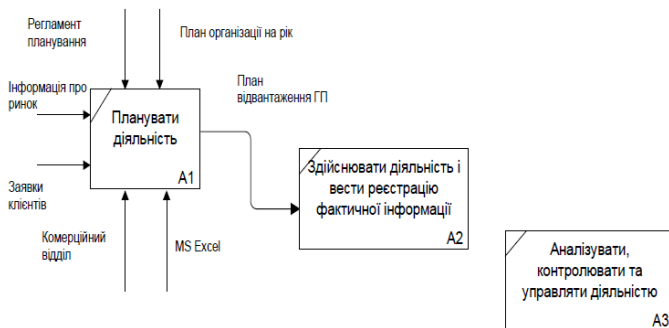 Регламент
планування
План організації на рік
Інформація про
ринок
План
відвантаження ГП
Планувати
діяльність
A1
Заявки
клієнтів
Комерційний
відділ
MS Excel
Здійснювати діяльність і
вести реєстрацію
фактичної інформації
A2
Аналізувати,
контролювати та
управляти діяльністю
A3